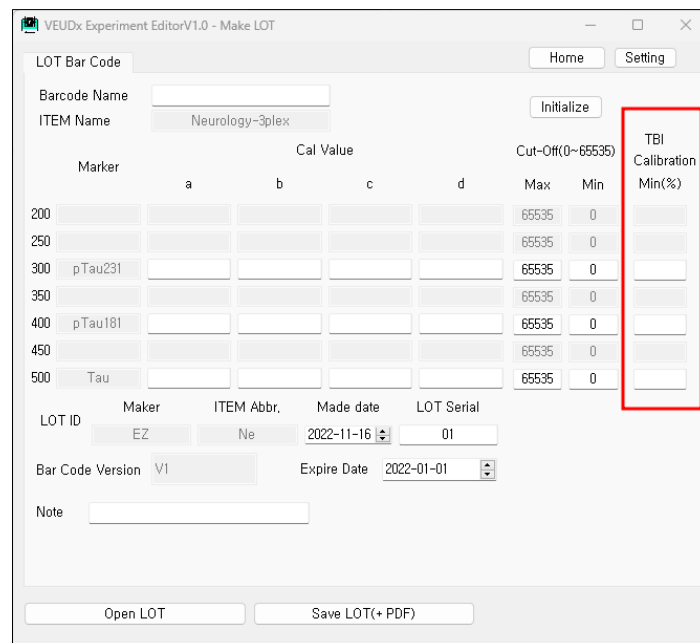 VEUDx Experiment EditorV1.0 - Make LOT
LOT Bar Code
Home
Setting
Barcode Name
Initialize
ITEM Name
Neurology-3plex
TBI
Calibration
Min(%)
Marker
Cal Value
Cut-Off(0~65535)
a b c d Max Min
200 65535 0
250 65535 0
300 pTau231 65535 0
350 65535 0
400 pTau181 65535 0
450 65535 0
500 Tau 65535 0
LOT ID
Maker ITEM Abbr. Made date LOT Serial
EZ Ne 2022-11-16 01
Bar Code Version V1 Expire Date 2022-01-01
Note
Open LOT Save LOT(+ PDF)